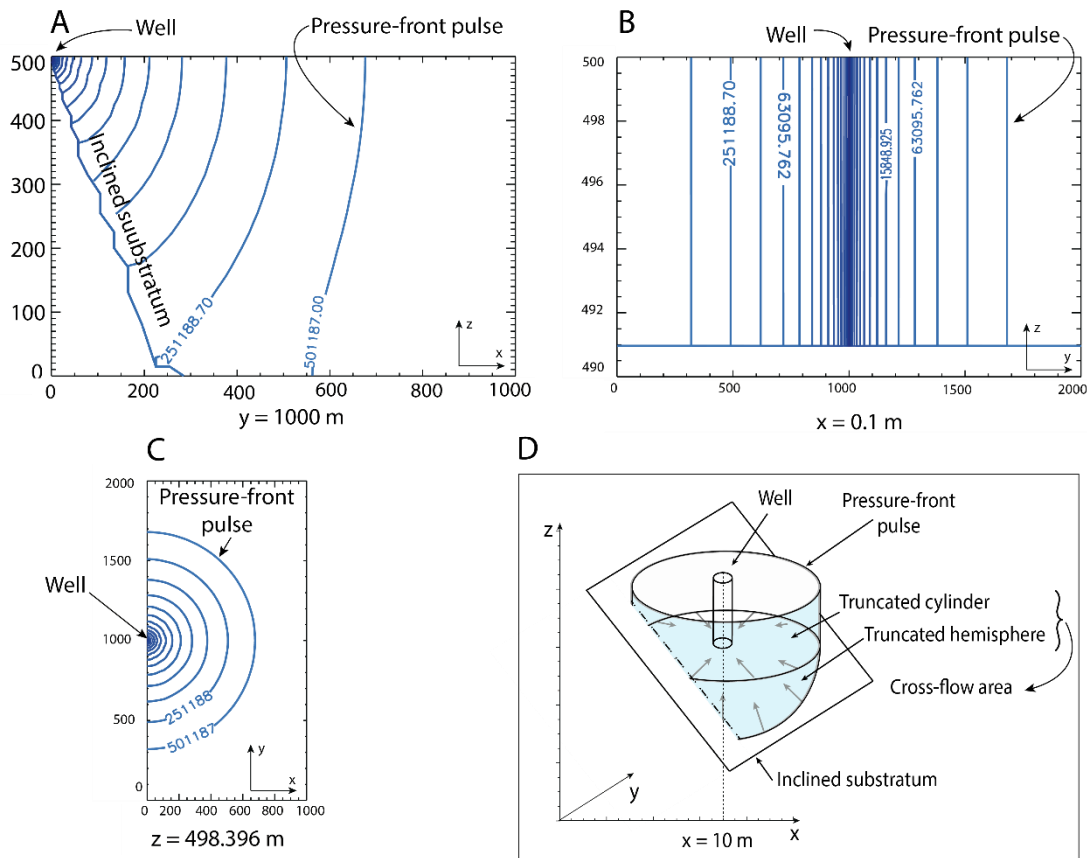 A
Well
Pressure-front
pulse
500
400
300
200
100
0
Inclined suubstratum
251188.70
501187.00
z
x
0 200 400 600 800 1000
y = 1000 m
B
Well
Pressure-front pulse
500
498
496
494
492
490
251188.70
63095.762
15848.925
63095.762
z
y
0 500 1000 1500 2000
x = 0.1 m
C
2000
1500
1000
500
0
Pressure-front
pulse
Well
251188
501187
y
x
0 200 400 600 800 1000
z = 498.396 m
D
Well
Pressure-front
pulse
z
Truncated cylinder
Truncated hemisphere
Cross-flow area
Inclined substratum
y
x = 10 m
x